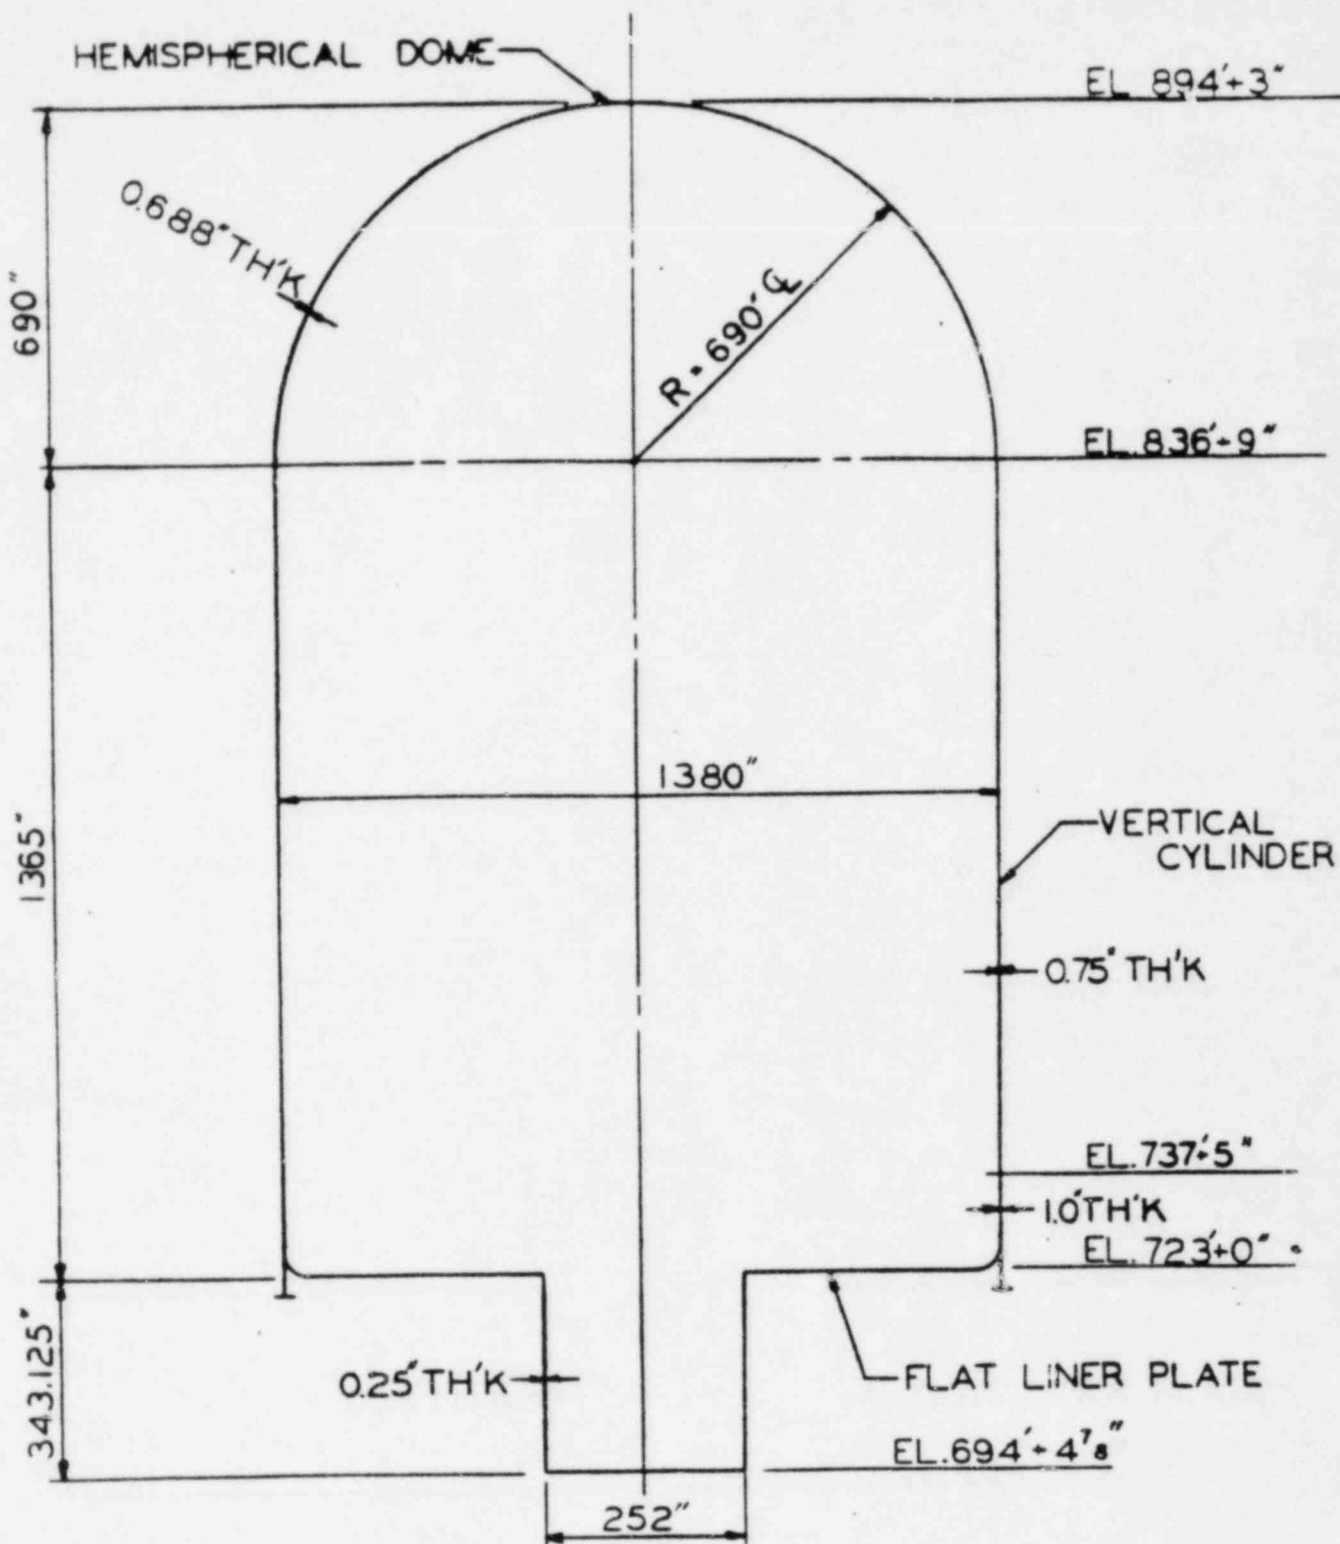 HEMISPHERICAL DOME
EL 894'+3"
0.688" TH'K
690"
R = 690" ℄
EL. 836'+9"
1380"
1365"
VERTICAL
CYLINDER
0.75" TH'K
EL. 737'+5"
1.0" TH'K
EL. 723'+0"
343.125"
0.25" TH'K
FLAT LINER PLATE
EL. 694'+4⅞"
252"